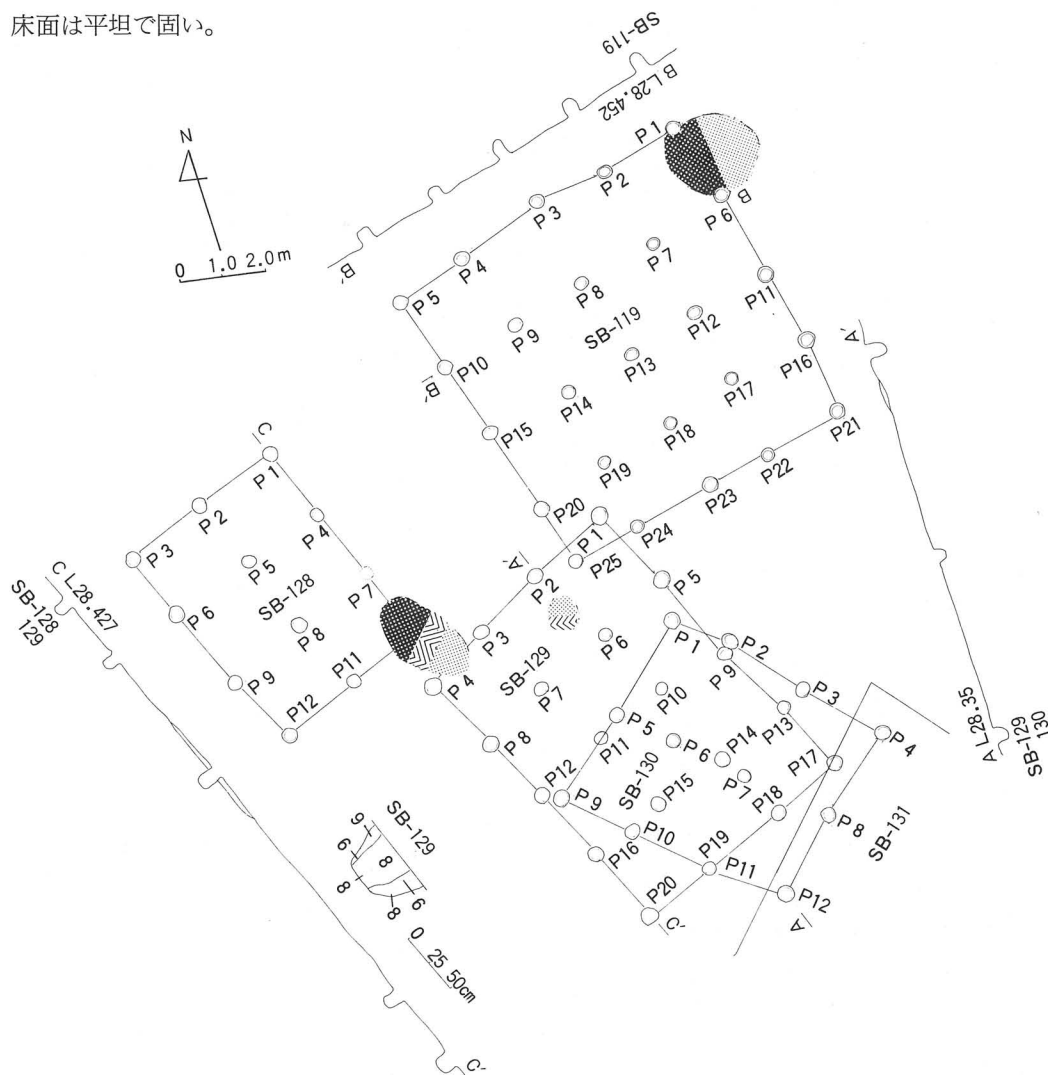 床面は平坦で固い。
SB-119
B L28.452
N
0 1.0 2.0m
B'
P1
P2
P3
P4
P5
B
P6
P7
P8
P9
SB-119
P10
B'
P11
P12
P13
P14
P15
P16
P17
P18
P19
P20
P21
P22
P23
P24
P25
A'
C
P1
P2
P3
P4
P5
SB-128
P6
P7
P8
P9
P11
P12
C L28.427
SB-128
129
A'
P1
P2
P3
P4
P5
P6
SB-129
P7
P8
P9
P10
P11
P12
P13
P14
P15
P16
P17
P18
P19
P20
C'
P1
P2
P3
P4
P5
P6
SB-130
P7
P8
P9
P10
P11
P12
A
SB-131
A L28.35
SB-129
130
SB-129
9
8
6
8
8
6
0 25 50cm
C'